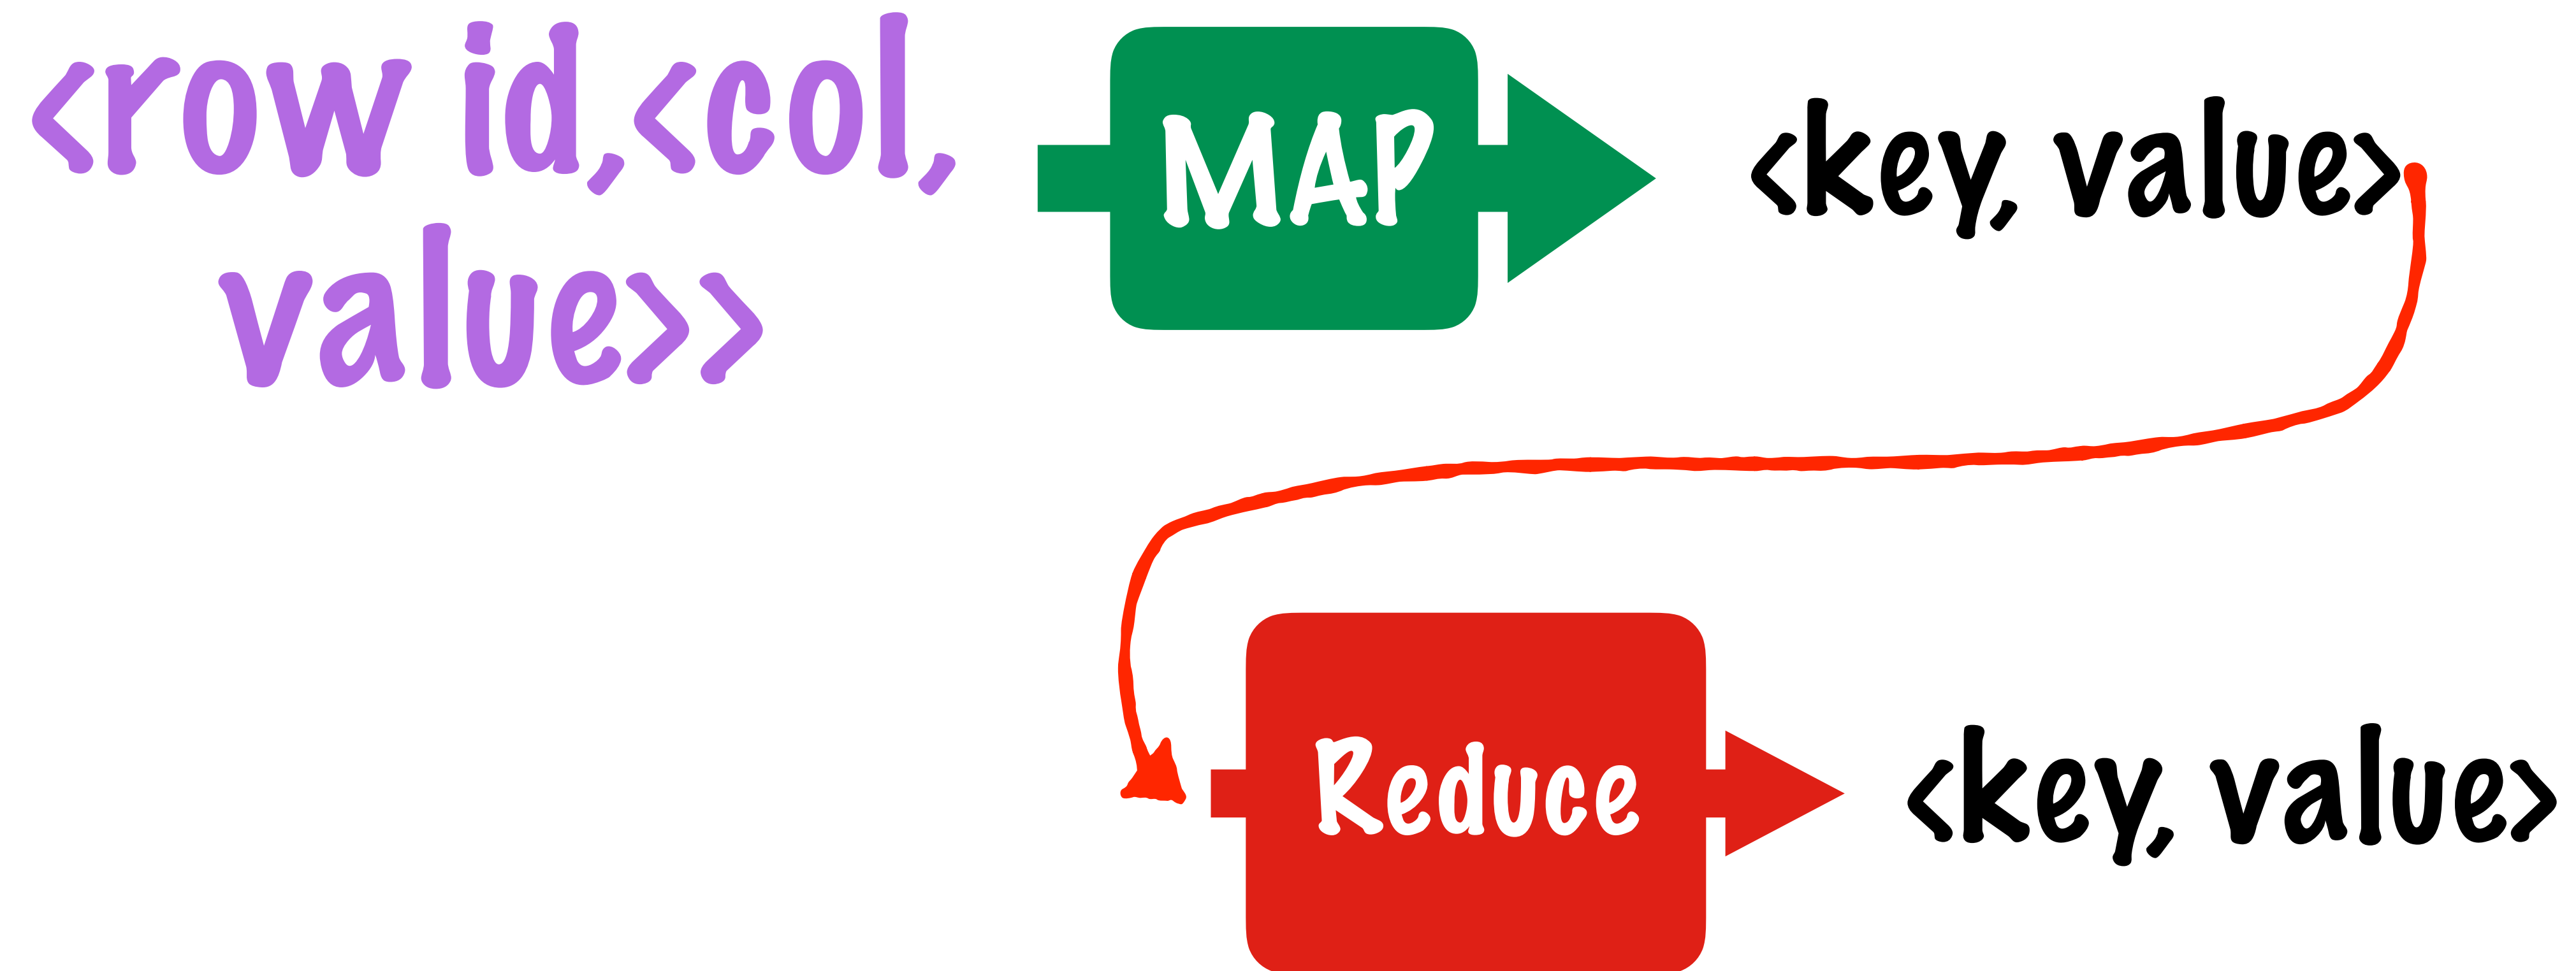 <row id,<col,
value>>
MAP
<key, value>
Reduce
<key, value>